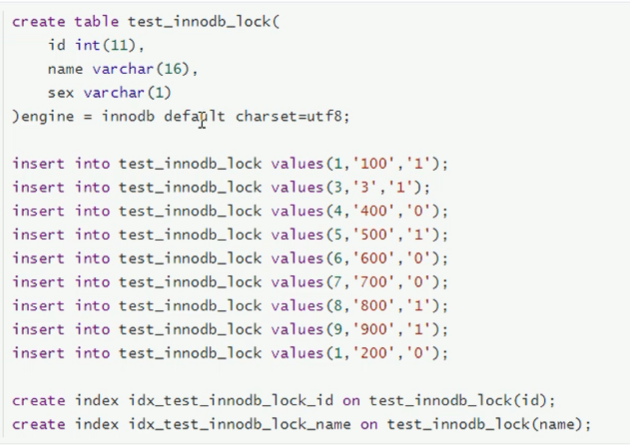 create table test_innodb_lock(
    id int(11),
    name varchar(16),
    sex varchar(1)
)engine = innodb default charset=utf8;
insert into test_innodb_lock values(1,'100','1');
insert into test_innodb_lock values(3,'3','1');
insert into test_innodb_lock values(4,'400','0');
insert into test_innodb_lock values(5,'500','1');
insert into test_innodb_lock values(6,'600','0');
insert into test_innodb_lock values(7,'700','0');
insert into test_innodb_lock values(8,'800','1');
insert into test_innodb_lock values(9,'900','1');
insert into test_innodb_lock values(1,'200','0');
create index idx_test_innodb_lock_id on test_innodb_lock(id);
create index idx_test_innodb_lock_name on test_innodb_lock(name);